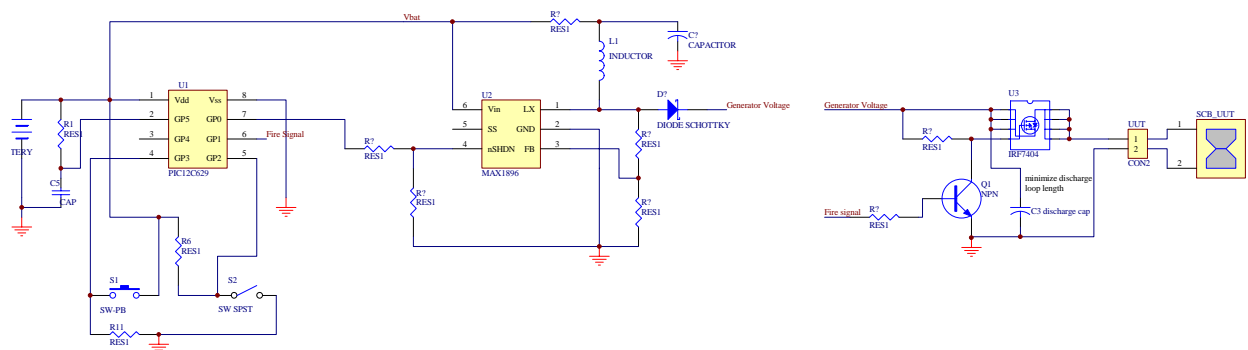 Vbat
R?
RES1
L1
INDUCTOR
C?
CAPACITOR
U1
1 Vdd Vss 8
2 GP5 GP0 7
3 GP4 GP1 6
4 GP3 GP2 5
PIC12C629
Fire Signal
R1
RES1
TERY
C5
CAP
R6
RES1
S1
SW-PB
S2
SW SPST
R11
RES1
R?
RES1
R?
RES1
U2
6 Vin LX 1
5 SS GND 2
4 nSHDN FB 3
MAX1896
D?
DIODE SCHOTTKY
Generator Voltage
R?
RES1
R?
RES1
Generator Voltage
R?
RES1
U3
IRF7404
Q1
NPN
Fire signal
R?
RES1
minimize discharge
loop length
C3 discharge cap
UUT
1
2
CON2
SCB_UUT
1
2